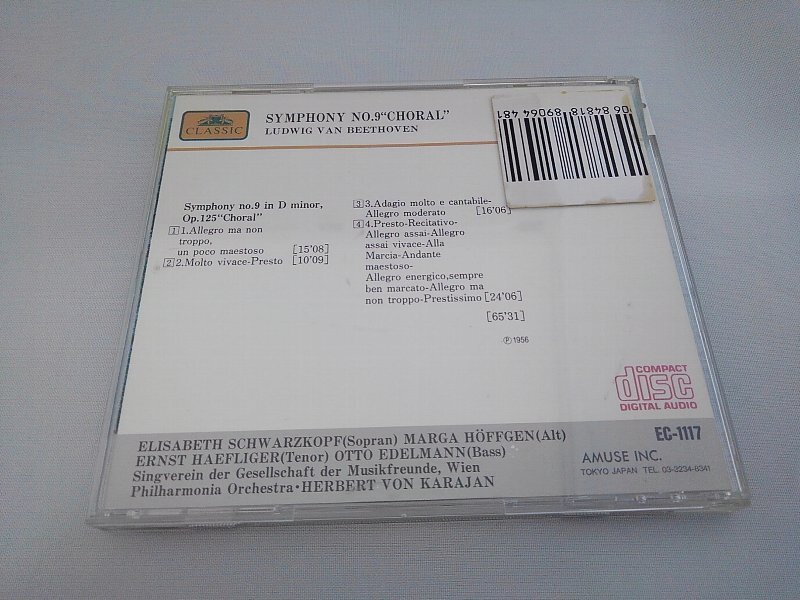 CLASSIC
SYMPHONY NO.9"CHORAL"
LUDWIG VAN BEETHOVEN
06 84818 89064 481
Symphony no.9 in D minor,
Op.125"Choral"
1 1.Allegro ma non
troppo,
un poco maestoso [15'08]
2 2.Molto vivace-Presto [10'09]
3 3.Adagio molto e cantabile-
Allegro moderato [16'06]
4 4.Presto-Recitativo-
Allegro assai-Allegro
assai vivace-Alla
Marcia-Andante
maestoso-
Allegro energico,sempre
ben marcato-Allegro ma
non troppo-Prestissimo [24'06]
[65'31]
Ⓟ1956
COMPACT
disc
DIGITAL AUDIO
ELISABETH SCHWARZKOPF(Sopran) MARGA HÖFFGEN(Alt)
ERNST HAEFLIGER(Tenor) OTTO EDELMANN(Bass)
Singverein der Gesellschaft der Musikfreunde, Wien
Philharmonia Orchestra•HERBERT VON KARAJAN
EC-1117
AMUSE INC.
TOKYO JAPAN TEL. 03-3234-8341